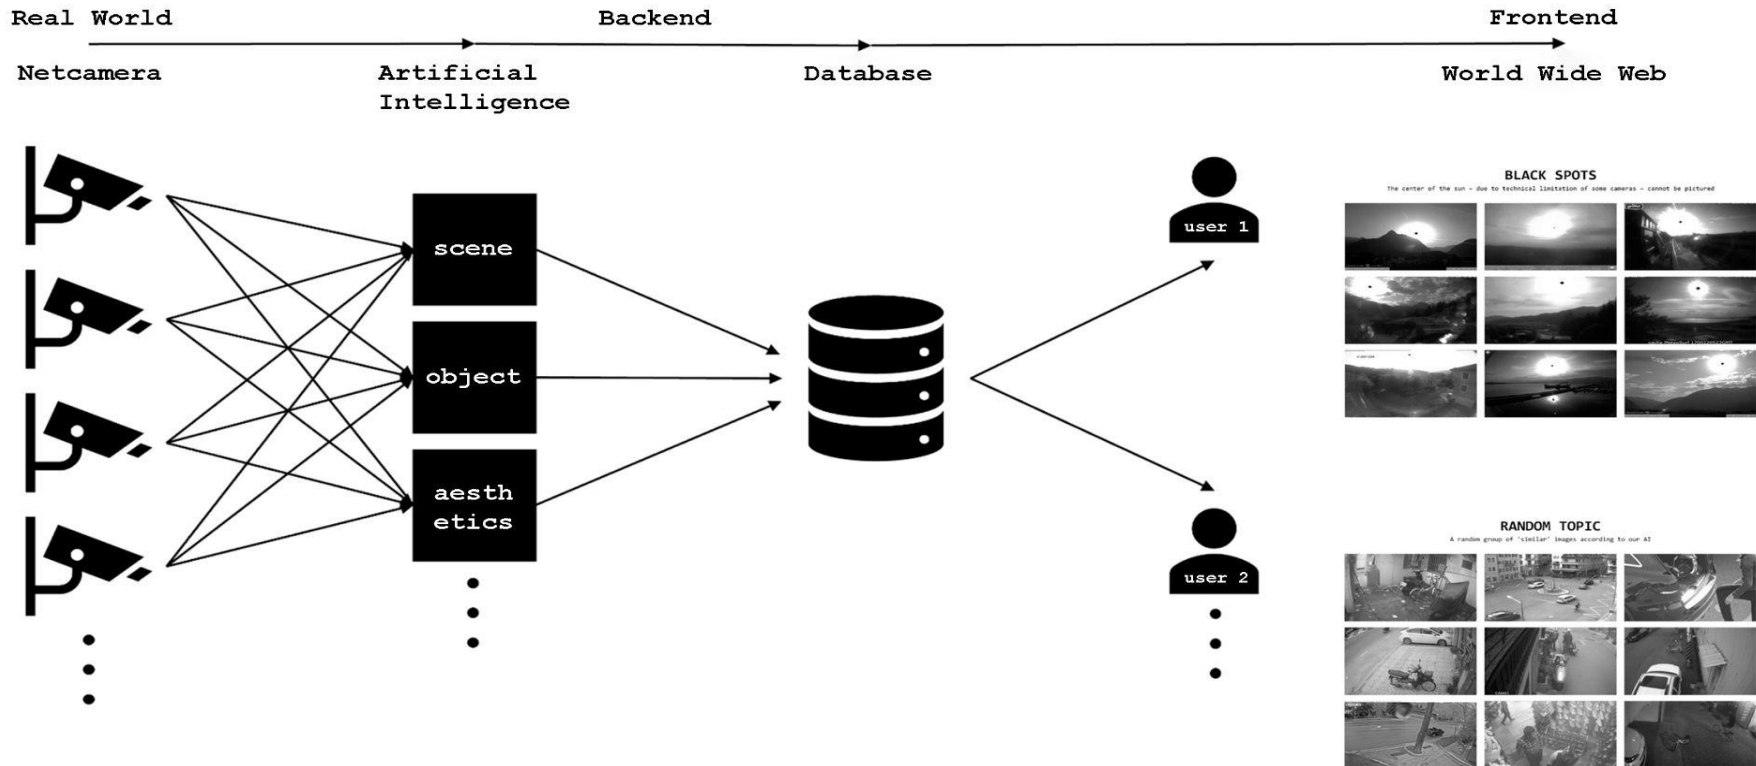 Real World
Backend
Frontend
Netcamera
Artificial
Intelligence
Database
World Wide Web
scene
object
aesth
etics
user 1
user 2
BLACK SPOTS
The center of the sun – due to technical limitation of some cameras – cannot be pictured
RANDOM TOPIC
A random group of 'similar' images according to our AI